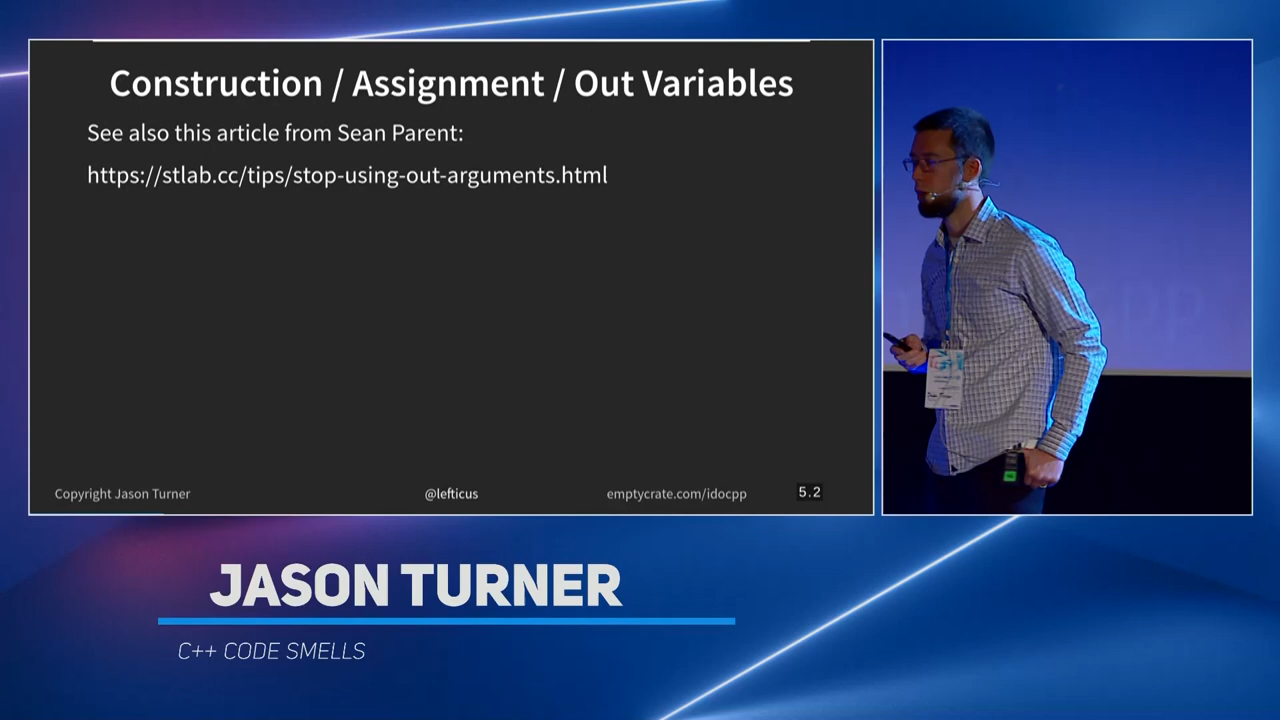 Construction / Assignment / Out Variables
See also this article from Sean Parent:
https://stlab.cc/tips/stop-using-out-arguments.html
Copyright Jason Turner
@lefticus
emptycrate.com/idocpp
5.2
JASON TURNER
C++ CODE SMELLS